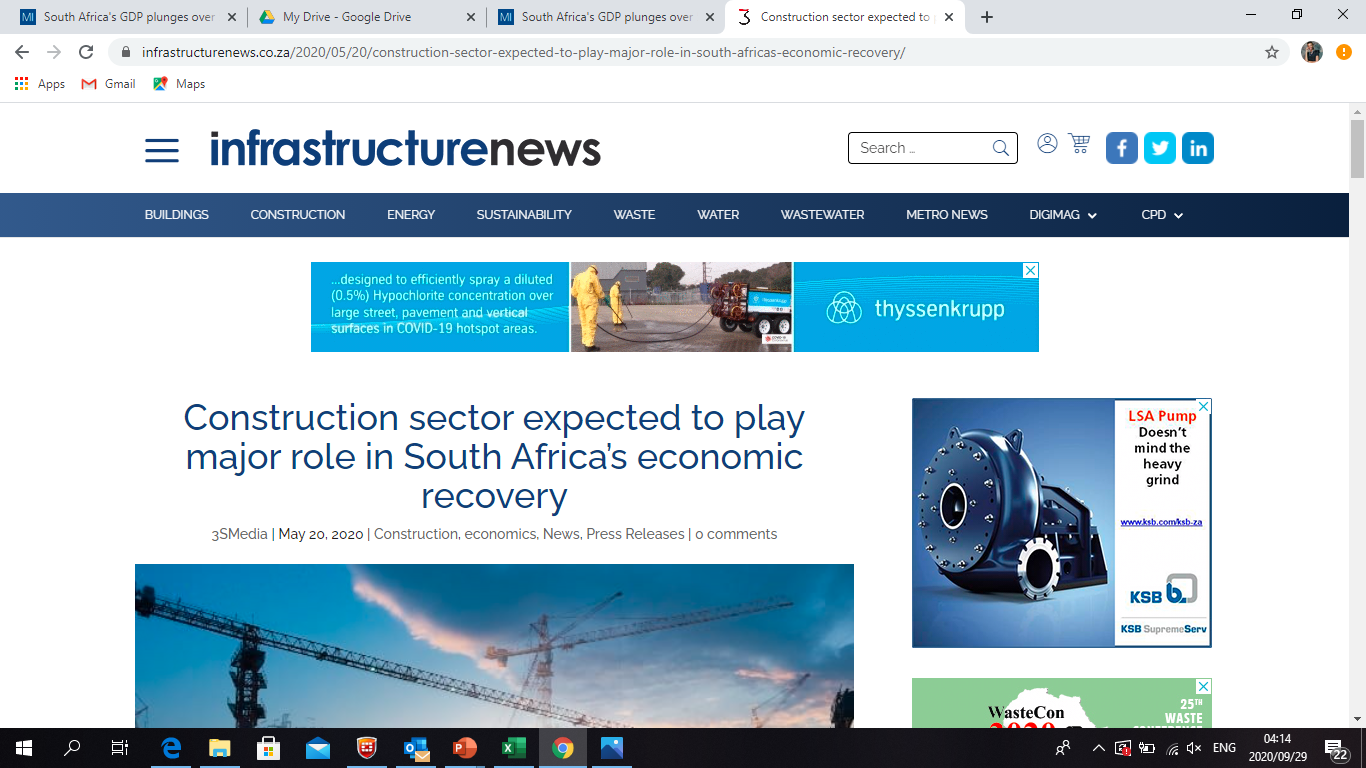 South Africa's GDP plunges over
My Drive - Google Drive
South Africa's GDP plunges over
Construction sector expected to
infrastructurenews.co.za/2020/05/20/construction-sector-expected-to-play-major-role-in-south-africas-economic-recovery/
Apps
Gmail
Maps
infrastructurenews
Search ...
BUILDINGS
CONSTRUCTION
ENERGY
SUSTAINABILITY
WASTE
WATER
WASTEWATER
METRO NEWS
DIGIMAG
CPD
...designed to efficiently spray a diluted
(0.5%) Hypochlorite concentration over
large street, pavement and vertical
surfaces in COVID-19 hotspot areas.
thyssenkrupp
Construction sector expected to play
major role in South Africa’s economic
recovery
3SMedia | May 20, 2020 | Construction, economics, News, Press Releases | 0 comments
LSA Pump
Doesn’t
mind the
heavy
grind
www.ksb.com/ksb-za
KSB
KSB SupremeServ
WasteCon
2020
25TH
WASTE
ENG
04:14
2020/09/29
22